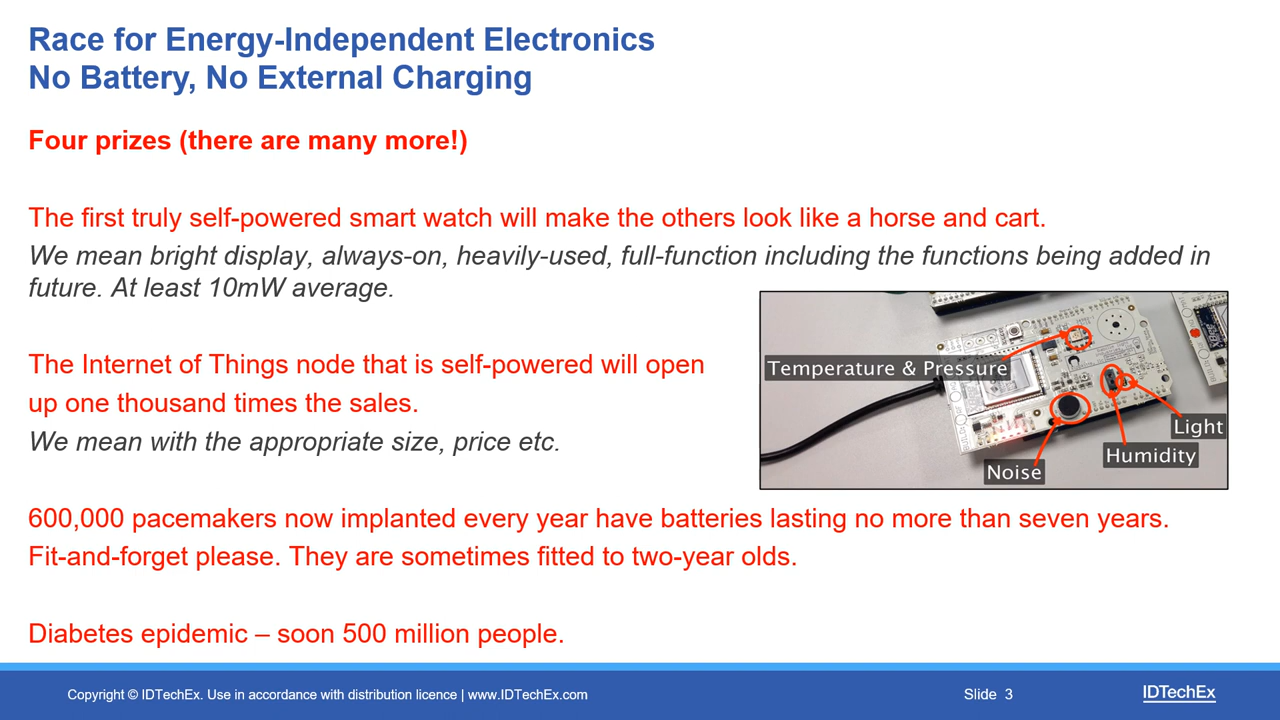 Race for Energy-Independent Electronics
No Battery, No External Charging
Four prizes (there are many more!)
The first truly self-powered smart watch will make the others look like a horse and cart.
We mean bright display, always-on, heavily-used, full-function including the functions being added in
future. At least 10mW average.
The Internet of Things node that is self-powered will open
up one thousand times the sales.
We mean with the appropriate size, price etc.
Temperature & Pressure
Light
Humidity
Noise
600,000 pacemakers now implanted every year have batteries lasting no more than seven years.
Fit-and-forget please. They are sometimes fitted to two-year olds.
Diabetes epidemic – soon 500 million people.
Copyright © IDTechEx. Use in accordance with distribution licence | www.IDTechEx.com
Slide 3
IDTechEx